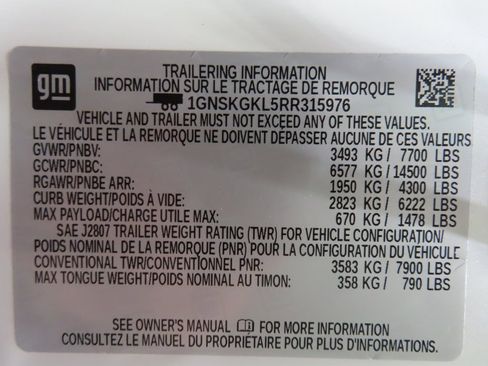 gm
TRAILERING INFORMATION
INFORMATION SUR LE TRACTAGE DE REMORQUE
1GNSKGKL5RR315976
VEHICLE AND TRAILER MUST NOT EXCEED ANY OF THESE VALUES.
LE VÉHICULE ET LA REMORQUE NE DOIVENT DÉPASSER AUCUNE DE CES VALEURS
GVWR/PNBV: 3493 KG / 7700 LBS
GCWR/PNBC: 6577 KG /14500 LBS
RGAWR/PNBE ARR: 1950 KG / 4300 LBS
CURB WEIGHT/POIDS À VIDE: 2823 KG / 6222 LBS
MAX PAYLOAD/CHARGE UTILE MAX: 670 KG / 1478 LBS
SAE J2807 TRAILER WEIGHT RATING (TWR) FOR VEHICLE CONFIGURATION/
POIDS NOMINAL DE LA REMORQUE (PNR) POUR LA CONFIGURATION DU VÉHICULE
CONVENTIONAL TWR/CONVENTIONNEL PNR: 3583 KG / 7900 LBS
MAX TONGUE WEIGHT/POIDS NOMINAL AU TIMON: 358 KG / 790 LBS
SEE OWNER'S MANUAL FOR MORE INFORMATION
CONSULTEZ LE MANUEL DU PROPRIÉTAIRE POUR PLUS D'INFORMATIONS